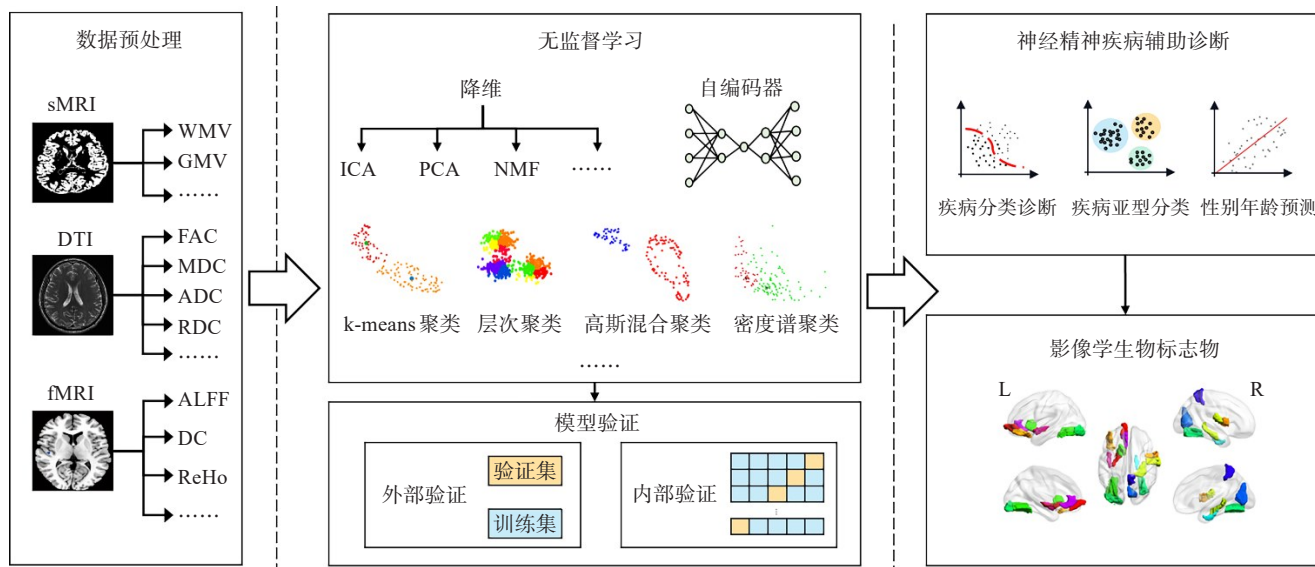 数据预处理
sMRI
WMV
GMV
……
DTI
FAC
MDC
ADC
RDC
……
fMRI
ALFF
DC
ReHo
……
无监督学习
降维
自编码器
ICA
PCA
NMF
……
k-means 聚类
层次聚类
高斯混合聚类
密度谱聚类
……
模型验证
外部验证
验证集
训练集
内部验证
⋮
神经精神疾病辅助诊断
疾病分类诊断
疾病亚型分类
性别年龄预测
影像学生物标志物
L
R